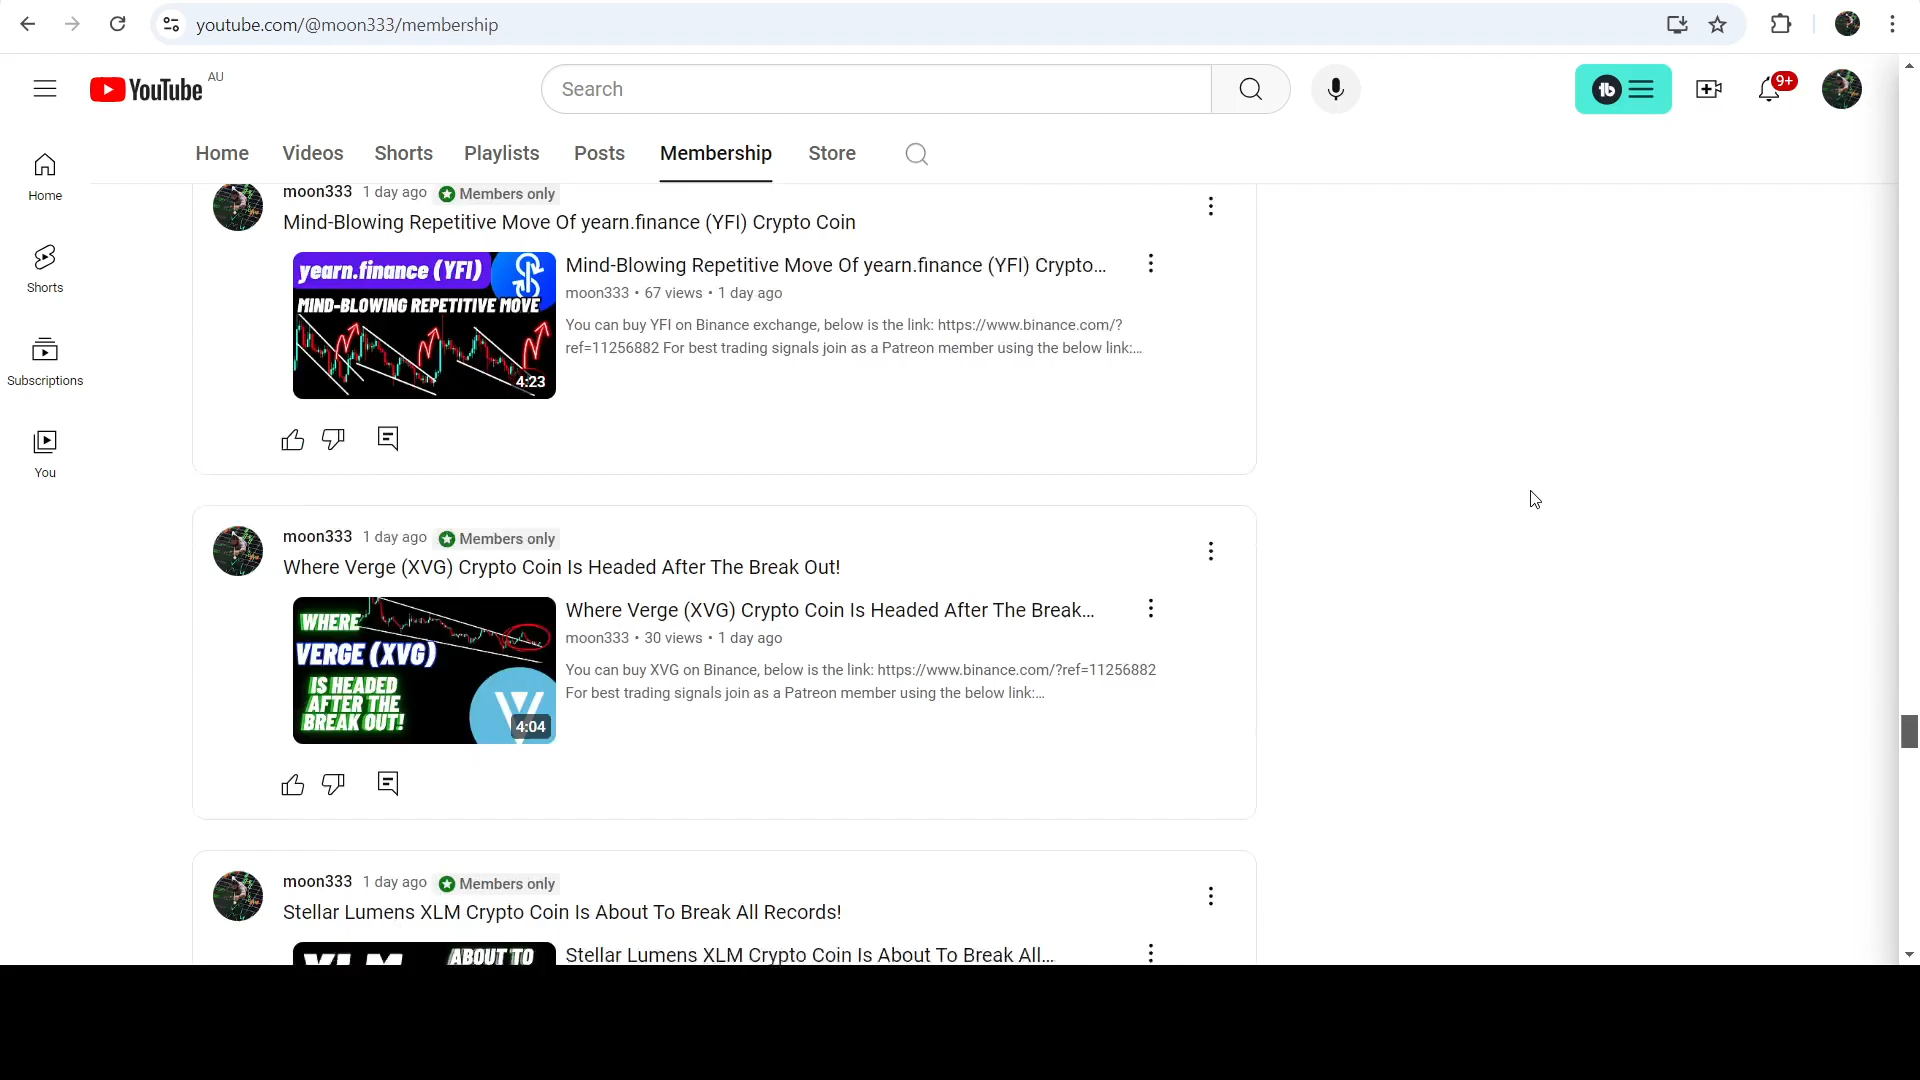 youtube.com/@moon333/membership
YouTube AU
Search
9+
Home
Videos
Shorts
Playlists
Posts
Membership
Store
Home
Shorts
Subscriptions
You
moon333 1 day ago Members only
Mind-Blowing Repetitive Move Of yearn.finance (YFI) Crypto Coin
yearn.finance (YFI)
MIND-BLOWING REPETITIVE MOVE
4:23
Mind-Blowing Repetitive Move Of yearn.finance (YFI) Crypto...
moon333 • 67 views • 1 day ago
You can buy YFI on Binance exchange, below is the link: https://www.binance.com/?
ref=11256882 For best trading signals join as a Patreon member using the below link:...
moon333 1 day ago Members only
Where Verge (XVG) Crypto Coin Is Headed After The Break Out!
WHERE
VERGE (XVG)
IS HEADED
AFTER THE
BREAK OUT!
4:04
Where Verge (XVG) Crypto Coin Is Headed After The Break...
moon333 • 30 views • 1 day ago
You can buy XVG on Binance, below is the link: https://www.binance.com/?ref=11256882
For best trading signals join as a Patreon member using the below link:...
moon333 1 day ago Members only
Stellar Lumens XLM Crypto Coin Is About To Break All Records!
XLM
ABOUT TO
Stellar Lumens XLM Crypto Coin Is About To Break All...